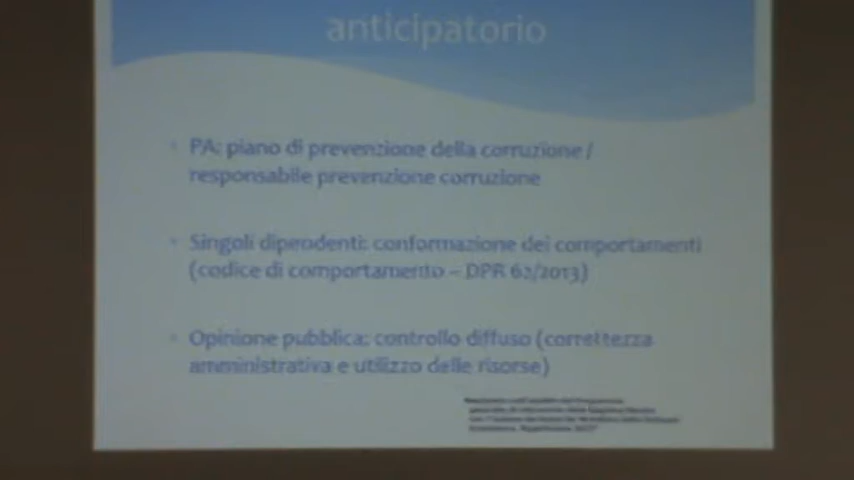 anticipatorio
PA: piano di prevenzione della corruzione /
responsabile prevenzione corruzione
Singoli dipendenti: conformazione dei comportamenti
(codice di comportamento – DPR 62/2013)
Opinione pubblica: controllo diffuso (correttezza
amministrativa e utilizzo delle risorse)